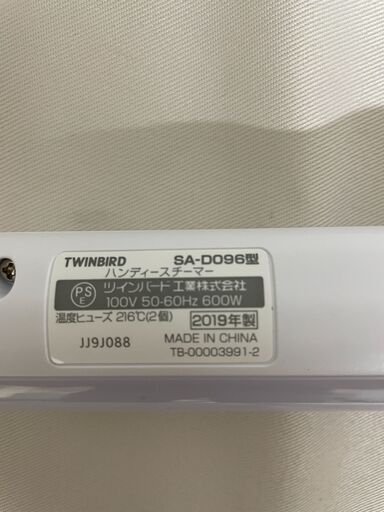 TWINBIRD SA-D096型
ハンディースチーマー
PSE ツインバード工業株式会社
100V 50-60Hz 600W
温度ヒューズ 216℃(2個) 2019年製
JJ9J088 MADE IN CHINA
TB-00003991-2